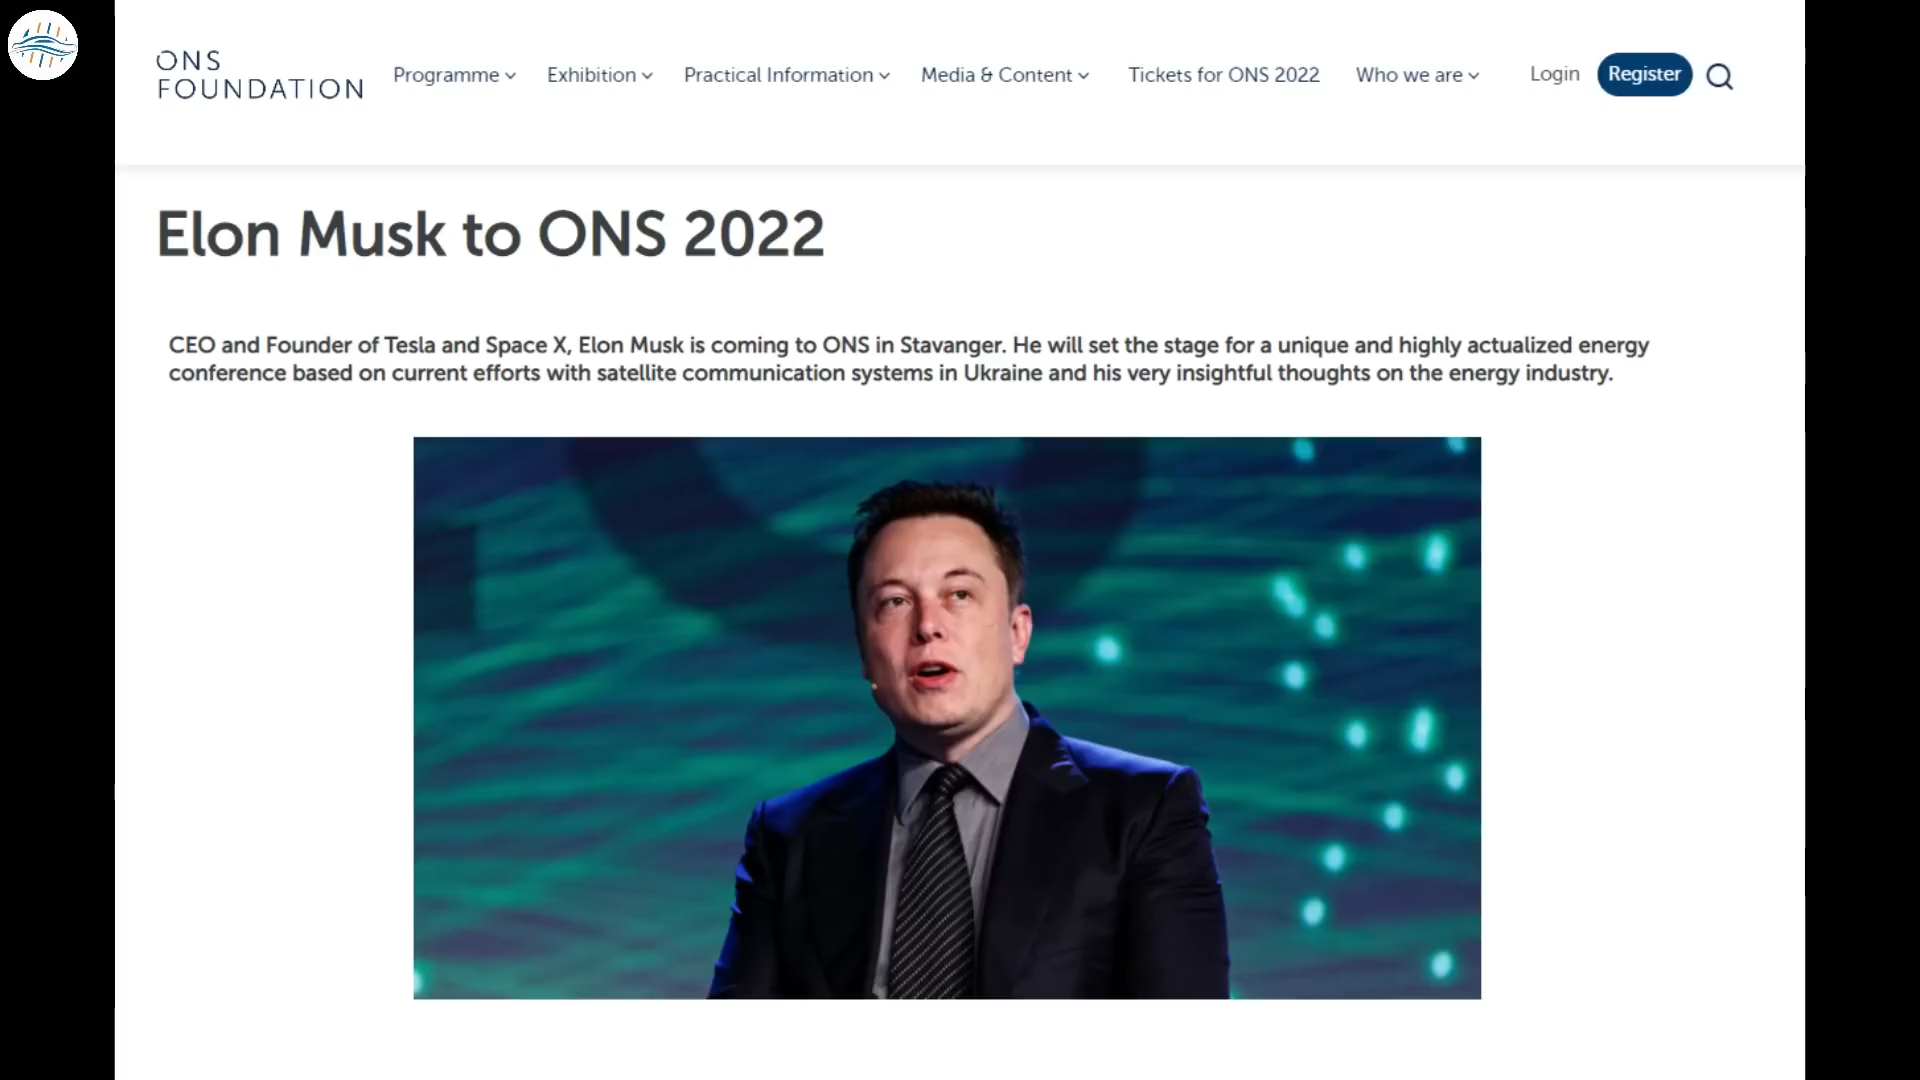 ONS
FOUNDATION
Programme
Exhibition
Practical Information
Media & Content
Tickets for ONS 2022
Who we are
Login
Register
Elon Musk to ONS 2022
CEO and Founder of Tesla and Space X, Elon Musk is coming to ONS in Stavanger. He will set the stage for a unique and highly actualized energy
conference based on current efforts with satellite communication systems in Ukraine and his very insightful thoughts on the energy industry.